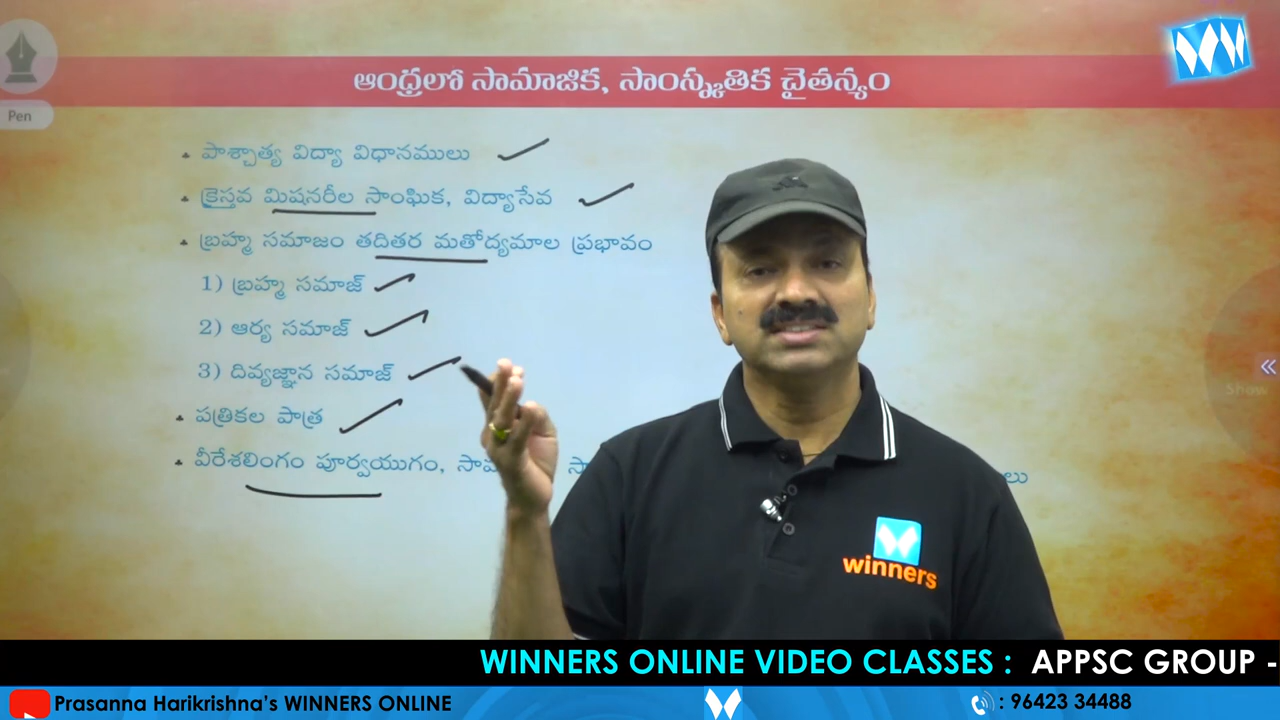 Pen
ఆంధ్రలో సామాజిక, సాంస్కృతిక చైతన్యం
పాశ్చాత్య విద్యా విధానములు
క్రైస్తవ మిషనరీల సాంఘిక, విద్యాసేవ
బ్రహ్మ సమాజం తదితర మతోద్యమాల ప్రభావం
1) బ్రహ్మ సమాజ్
2) ఆర్య సమాజ్
3) దివ్యజ్ఞాన సమాజ్
Show
పత్రికల పాత్ర
వీరేశలింగం పూర్వయుగం,
winners
WINNERS ONLINE VIDEO CLASSES : APPSC GROUP -
Prasanna Harikrishna's WINNERS ONLINE : 96423 34488